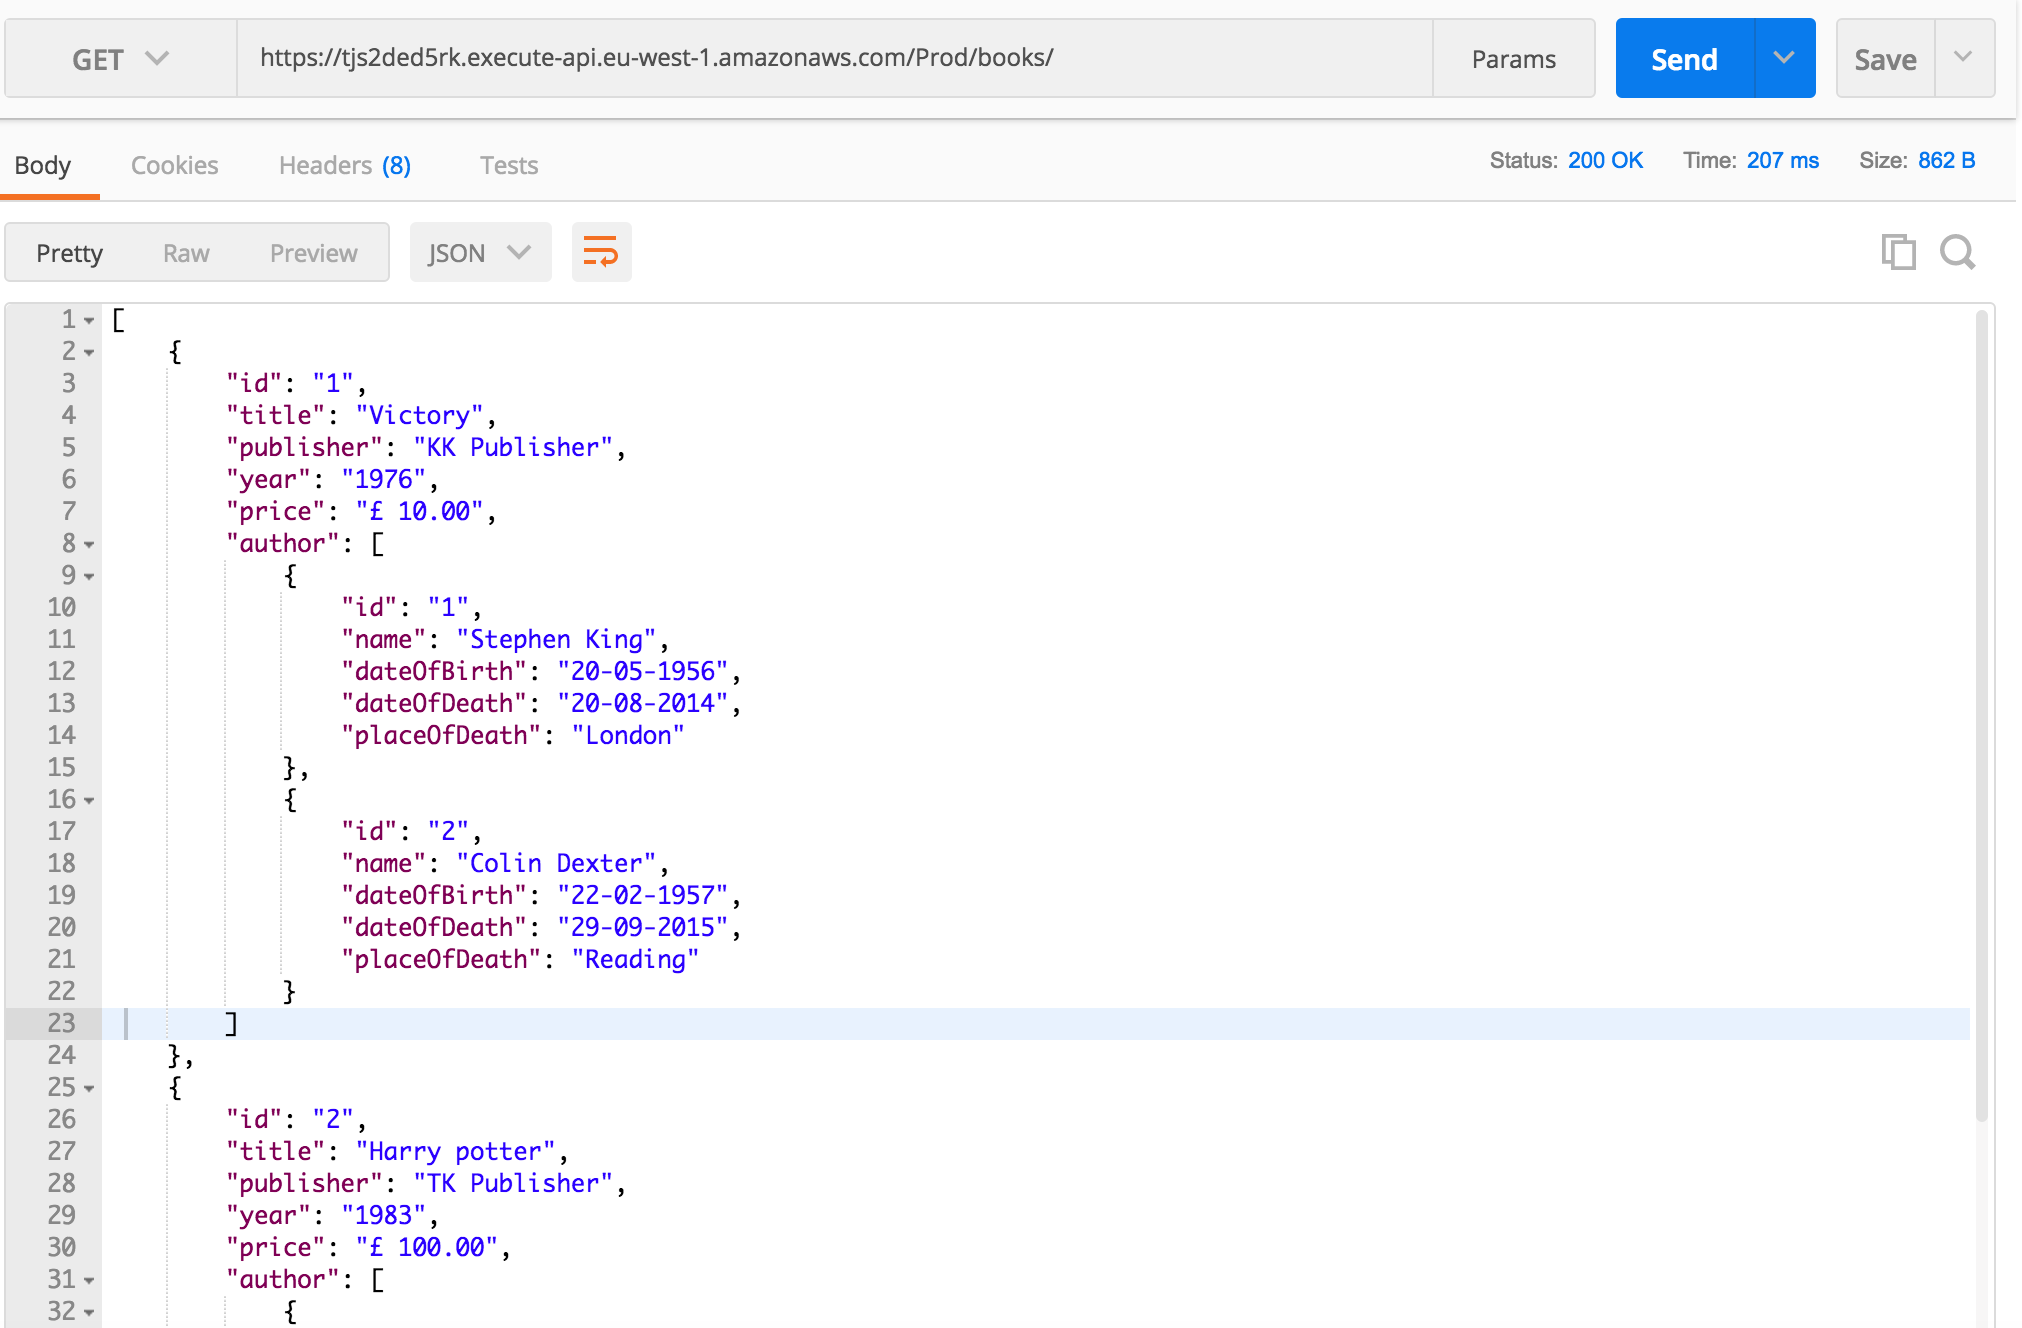 GET https://tjs2ded5rk.execute-api.eu-west-1.amazonaws.com/Prod/books/ Params Send Save
Body Cookies Headers (8) Tests Status: 200 OK Time: 207 ms Size: 862 B
Pretty Raw Preview JSON
1 [
2 {
3 "id": "1",
4 "title": "Victory",
5 "publisher": "KK Publisher",
6 "year": "1976",
7 "price": "£ 10.00",
8 "author": [
9 {
10 "id": "1",
11 "name": "Stephen King",
12 "dateOfBirth": "20-05-1956",
13 "dateOfDeath": "20-08-2014",
14 "placeOfDeath": "London"
15 },
16 {
17 "id": "2",
18 "name": "Colin Dexter",
19 "dateOfBirth": "22-02-1957",
20 "dateOfDeath": "29-09-2015",
21 "placeOfDeath": "Reading"
22 }
23 ]
24 },
25 {
26 "id": "2",
27 "title": "Harry potter",
28 "publisher": "TK Publisher",
29 "year": "1983",
30 "price": "£ 100.00",
31 "author": [
32 {